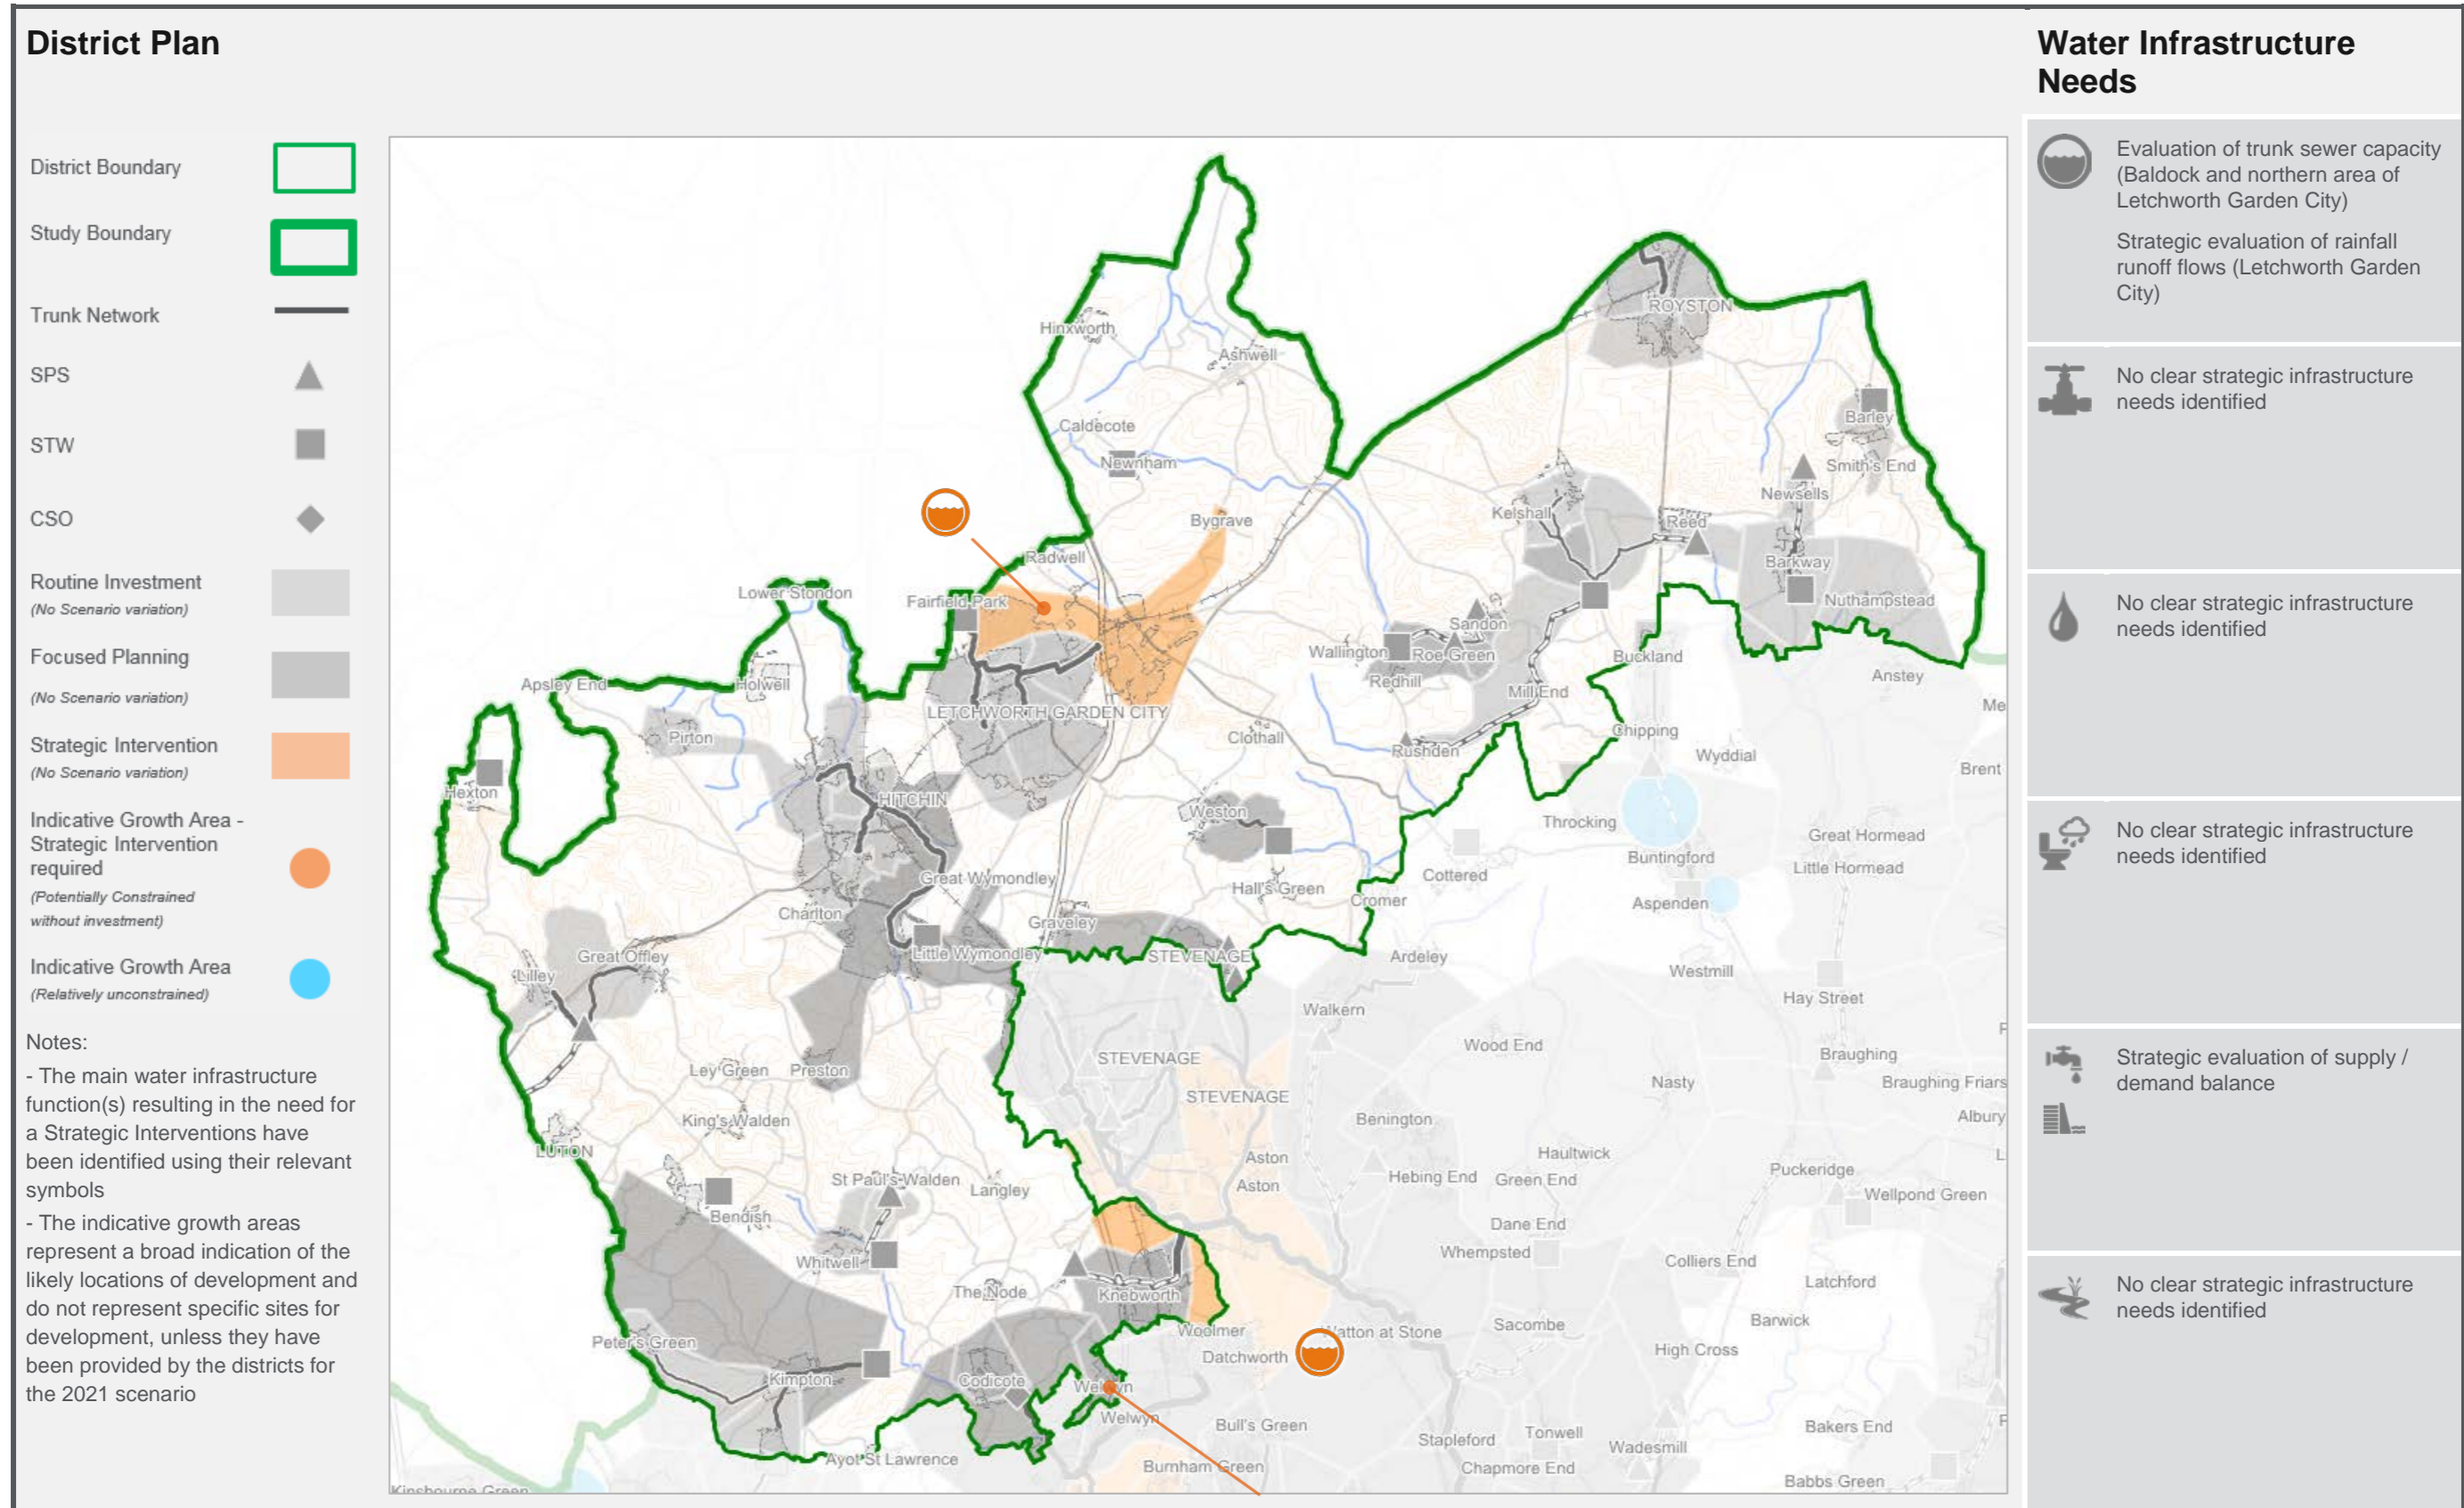 District Plan
District Boundary
Study Boundary
Trunk Network
SPS
STW
CSO
Routine Investment
(No Scenario variation)
Focused Planning
(No Scenario variation)
Strategic Intervention
(No Scenario variation)
Indicative Growth Area -
Strategic Intervention
required
(Potentially Constrained
without investment)
Indicative Growth Area
(Relatively unconstrained)
Notes:
- The main water infrastructure
function(s) resulting in the need for
a Strategic Interventions have
been identified using their relevant
symbols
- The indicative growth areas
represent a broad indication of the
likely locations of development and
do not represent specific sites for
development, unless they have
been provided by the districts for
the 2021 scenario
Hinxworth
Ashwell
ROYSTON
Caldecote
Barley
Newnham
Smith's End
Newsells
Bygrave
Kelshall
Reed
Radwell
Barkway
Lower Stondon
Fairfield Park
Nuthampstead
Sandon
Wallington
Roe Green
Buckland
Apsley End
Holwell
Redhill
Anstey
Mill End
LETCHWORTH GARDEN CITY
Me
Pirton
Clothall
Chipping
Rushden
Wyddial
Brent
Hexton
HITCHIN
Weston
Throcking
Great Hormead
Buntingford
Little Hormead
Great Wymondley
Hall's Green
Cottered
Cromer
Aspenden
Charlton
Graveley
Great Offley
Little Wymondley
STEVENAGE
Ardeley
Lilley
Westmill
Hay Street
Walkern
Wood End
STEVENAGE
Braughing
Ley Green
Preston
Nasty
Braughing Friars
STEVENAGE
King's Walden
Benington
Albury
LUTON
Aston
Haultwick
St Paul's Walden
Langley
Aston
Hebing End
Green End
Puckeridge
Wellpond Green
Bendish
Dane End
Whitwell
Whempsted
Colliers End
The Node
Knebworth
Latchford
Barwick
Peter's Green
Woolmer
Watton at Stone
Sacombe
Datchworth
High Cross
Kimpton
Codicote
Welwyn
Welwyn
Bull's Green
Stapleford
Tonwell
Wadesmill
Bakers End
Ayot St Lawrence
Burnham Green
Chapmore End
Babbs Green
Kinsbourne Green
Water Infrastructure
Needs
Evaluation of trunk sewer capacity
(Baldock and northern area of
Letchworth Garden City)
Strategic evaluation of rainfall
runoff flows (Letchworth Garden
City)
No clear strategic infrastructure
needs identified
No clear strategic infrastructure
needs identified
No clear strategic infrastructure
needs identified
Strategic evaluation of supply /
demand balance
No clear strategic infrastructure
needs identified